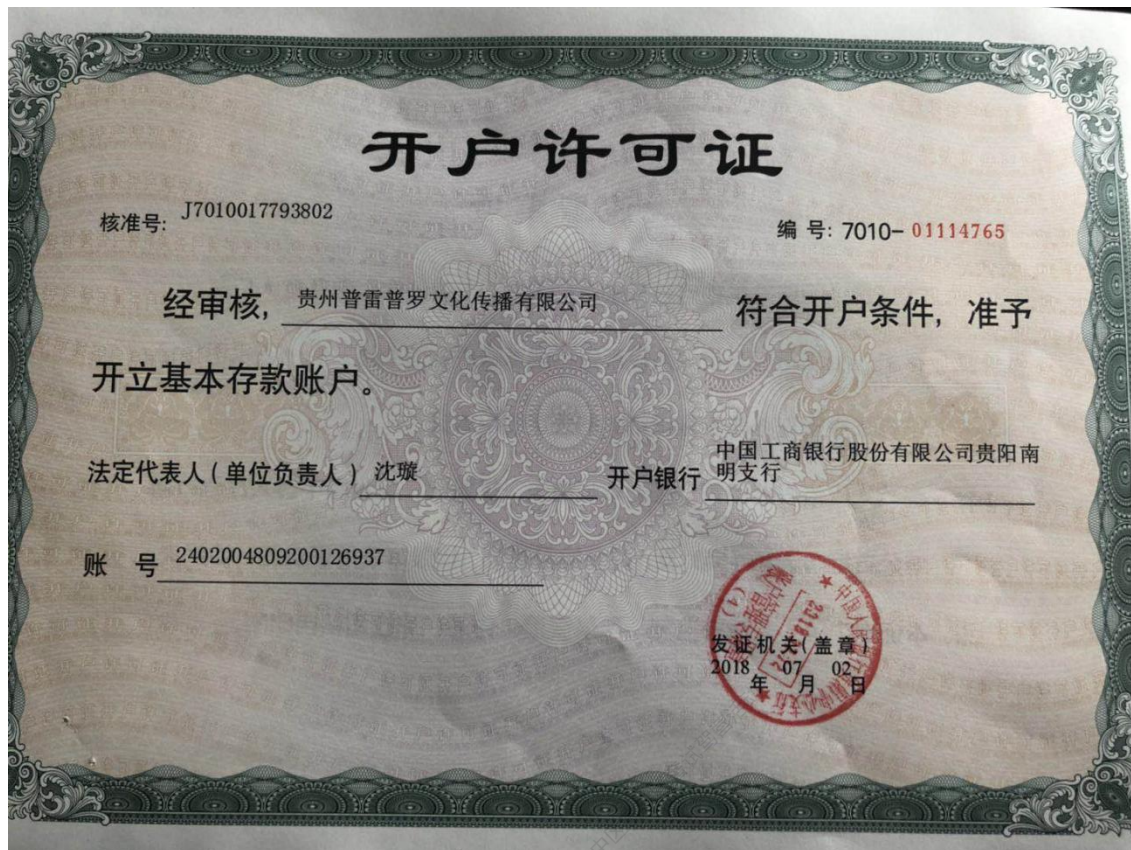 开户许可证
核准号: J7010017793802 编 号: 7010- 01114765
经审核, 贵州普雷普罗文化传播有限公司 符合开户条件, 准予
开立基本存款账户。
法定代表人(单位负责人) 沈璇 开户银行 中国工商银行股份有限公司贵阳南
明支行
账 号 2402004809200126937
发证机关(盖章)
2018 07 02
年 月 日